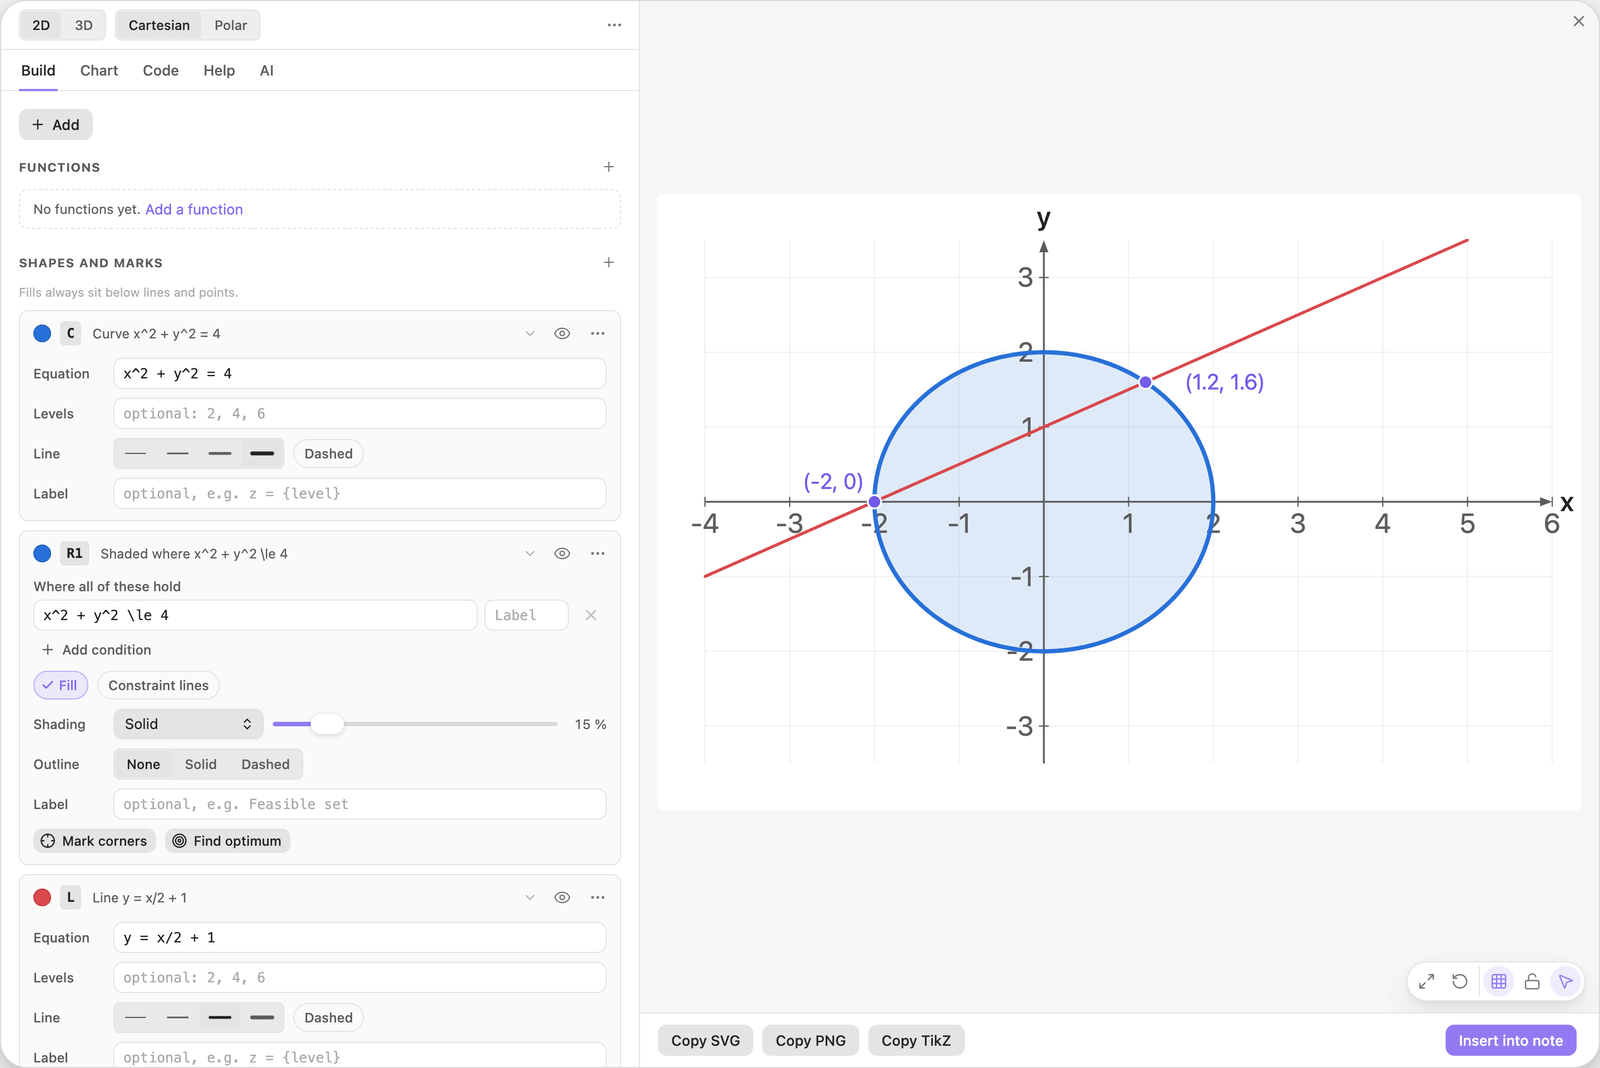 2D 3D Cartesian Polar
Build Chart Code Help AI
+ Add
FUNCTIONS
No functions yet. Add a function
SHAPES AND MARKS
Fills always sit below lines and points.
C Curve x^2 + y^2 = 4
Equation x^2 + y^2 = 4
Levels optional: 2, 4, 6
Line Dashed
Label optional, e.g. z = {level}
R1 Shaded where x^2 + y^2 \le 4
Where all of these hold
x^2 + y^2 \le 4 Label
+ Add condition
Fill Constraint lines
Shading Solid 15 %
Outline None Solid Dashed
Label optional, e.g. Feasible set
Mark corners Find optimum
L Line y = x/2 + 1
Equation y = x/2 + 1
Levels optional: 2, 4, 6
Line Dashed
Label optional, e.g. z = {level}
y
3
2
(1.2, 1.6)
1
(-2, 0)
x
-4 -3 -2 -1 1 2 3 4 5 6
-1
-2
-3
Copy SVG Copy PNG Copy TikZ Insert into note